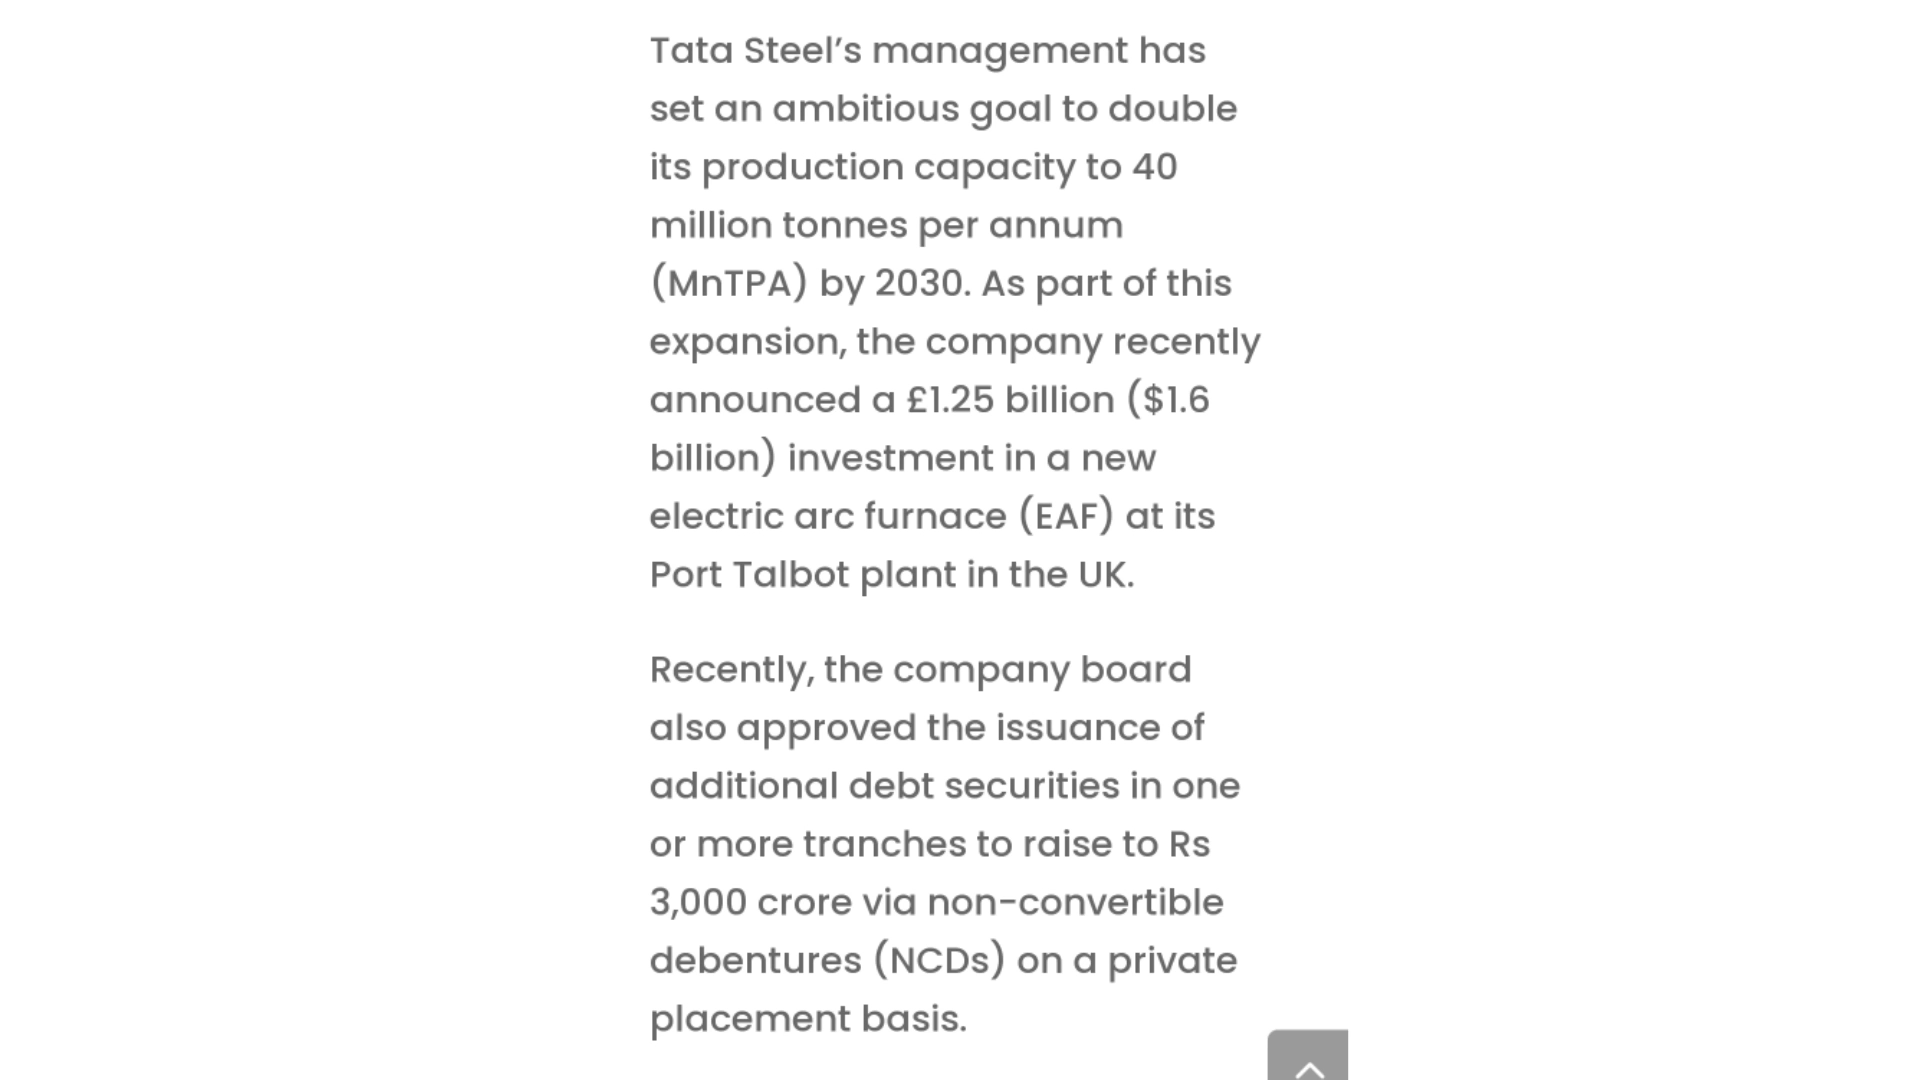 Tata Steel’s management has
set an ambitious goal to double
its production capacity to 40
million tonnes per annum
(MnTPA) by 2030. As part of this
expansion, the company recently
announced a £1.25 billion ($1.6
billion) investment in a new
electric arc furnace (EAF) at its
Port Talbot plant in the UK.
Recently, the company board
also approved the issuance of
additional debt securities in one
or more tranches to raise to Rs
3,000 crore via non-convertible
debentures (NCDs) on a private
placement basis.